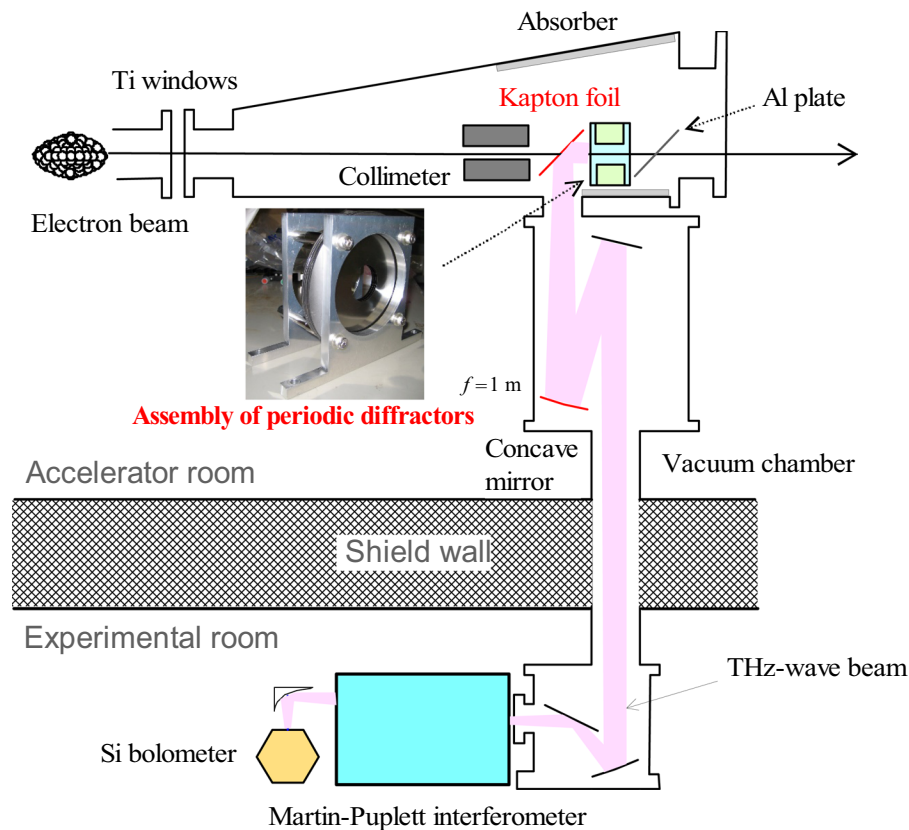 Absorber
Ti windows
Kapton foil
Al plate
Collimeter
Electron beam
f=1 m
Assembly of periodic diffractors
Concave
mirror
Vacuum chamber
Accelerator room
Shield wall
Experimental room
THz-wave beam
Si bolometer
Martin-Puplett interferometer